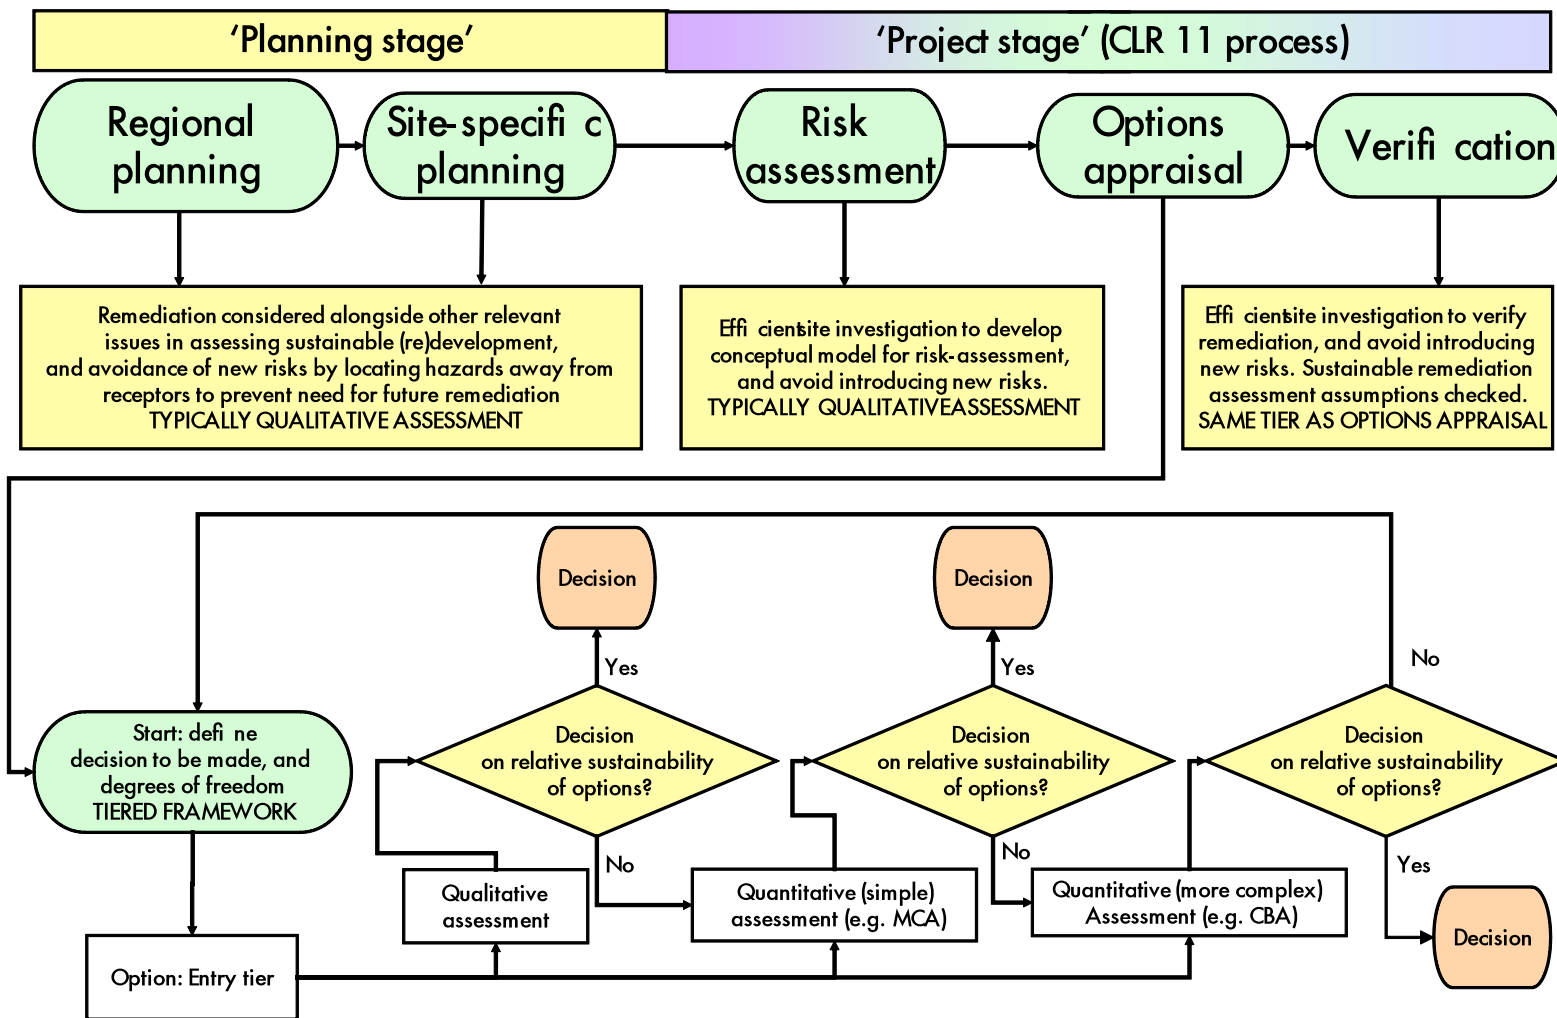 ‘Planning stage’
‘Project stage’ (CLR 11 process)
Regional
planning
Site-specifi c
planning
Risk
assessment
Options
appraisal
Verifi cation
Remediation considered alongside other relevant
issues in assessing sustainable (re)development,
and avoidance of new risks by locating hazards away from
receptors to prevent need for future remediation
TYPICALLY QUALITATIVE ASSESSMENT
Effi cientsite investigation to develop
conceptual model for risk-assessment,
and avoid introducing new risks.
TYPICALLY QUALITATIVEASSESSMENT
Effi cientsite investigation to verify
remediation, and avoid introducing
new risks. Sustainable remediation
assessment assumptions checked.
SAME TIER AS OPTIONS APPRAISAL
Decision
Decision
Yes
Yes
No
Start: defi ne
decision to be made, and
degrees of freedom
TIERED FRAMEWORK
Decision
on relative sustainability
of options?
Decision
on relative sustainability
of options?
Decision
on relative sustainability
of options?
No
No
Yes
Qualitative
assessment
Quantitative (simple)
assessment (e.g. MCA)
Quantitative (more complex)
Assessment (e.g. CBA)
Decision
Option: Entry tier